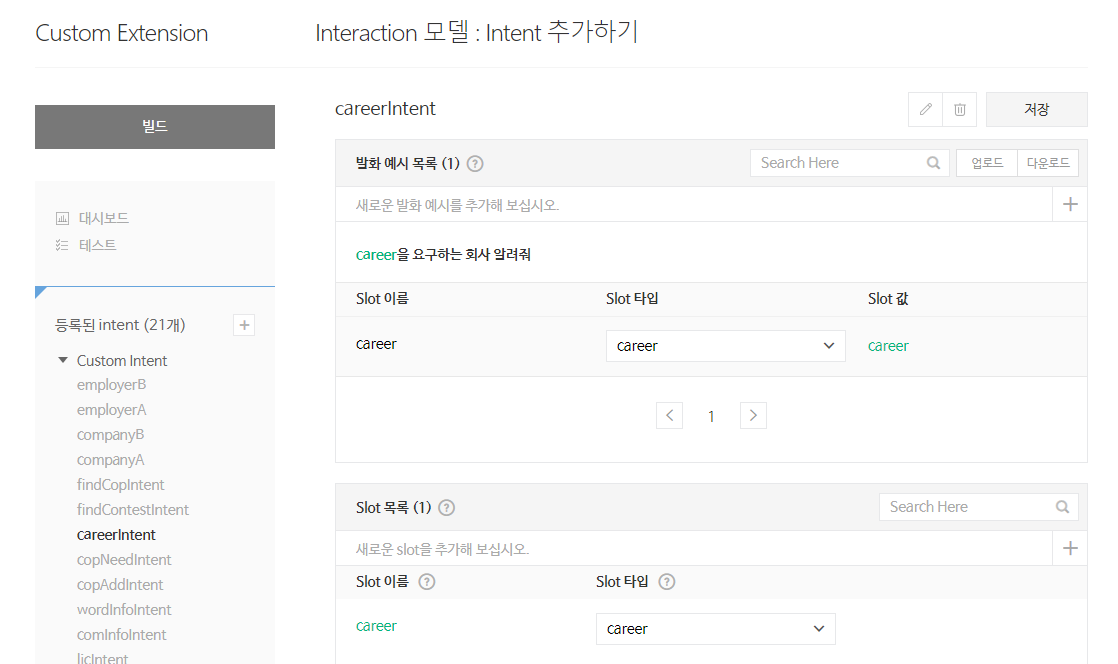 Custom Extension
Interaction 모델 : Intent 추가하기
빌드
대시보드
테스트
등록된 intent (21개)
Custom Intent
employerB
employerA
companyB
companyA
findCopIntent
findContestIntent
careerIntent
copNeedIntent
copAddIntent
wordInfoIntent
comInfoIntent
licIntent
careerIntent
저장
발화 예시 목록 (1) ?
Search Here
업로드
다운로드
새로운 발화 예시를 추가해 보십시오.
career을 요구하는 회사 알려줘
Slot 이름 Slot 타입 Slot 값
career career career
1
Slot 목록 (1) ?
Search Here
새로운 slot을 추가해 보십시오.
Slot 이름 ? Slot 타입 ?
career career